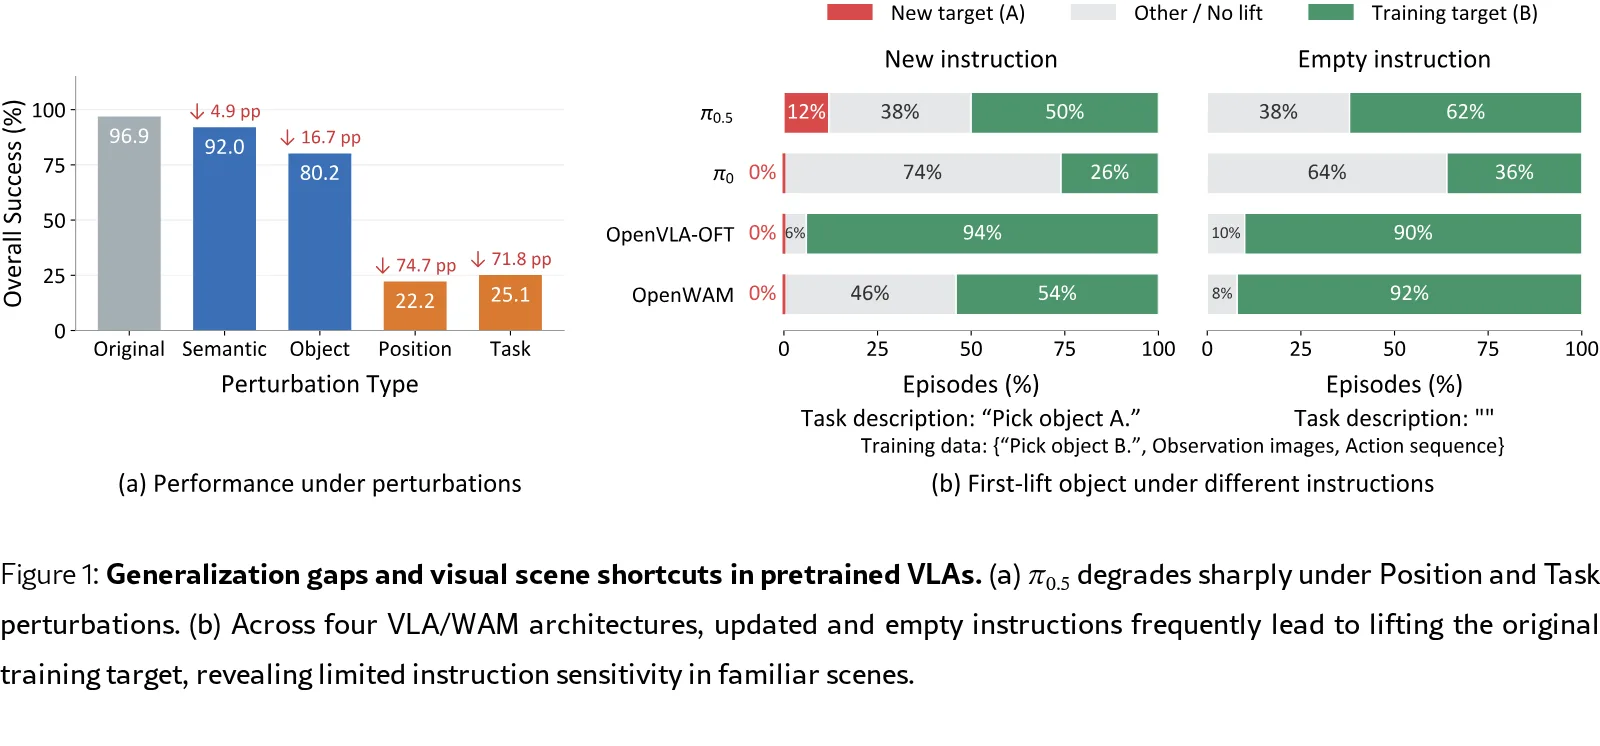 New target (A) Other / No lift Training target (B)
Overall Success (%)
100
75
50
25
0
96.9
↓ 4.9 pp
92.0
↓ 16.7 pp
80.2
↓ 74.7 pp
22.2
↓ 71.8 pp
25.1
Original Semantic Object Position Task
Perturbation Type
(a) Performance under perturbations
New instruction
π0.5 12% 38% 50%
π0 0% 74% 26%
OpenVLA-OFT 0% 6% 94%
OpenWAM 0% 46% 54%
0 25 50 75 100
Episodes (%)
Task description: “Pick object A.”
Empty instruction
38% 62%
64% 36%
10% 90%
8% 92%
0 25 50 75 100
Episodes (%)
Task description: ""
Training data: {“Pick object B.”, Observation images, Action sequence}
(b) First-lift object under different instructions
Figure 1: Generalization gaps and visual scene shortcuts in pretrained VLAs. (a) π0.5 degrades sharply under Position and Task
perturbations. (b) Across four VLA/WAM architectures, updated and empty instructions frequently lead to lifting the original
training target, revealing limited instruction sensitivity in familiar scenes.